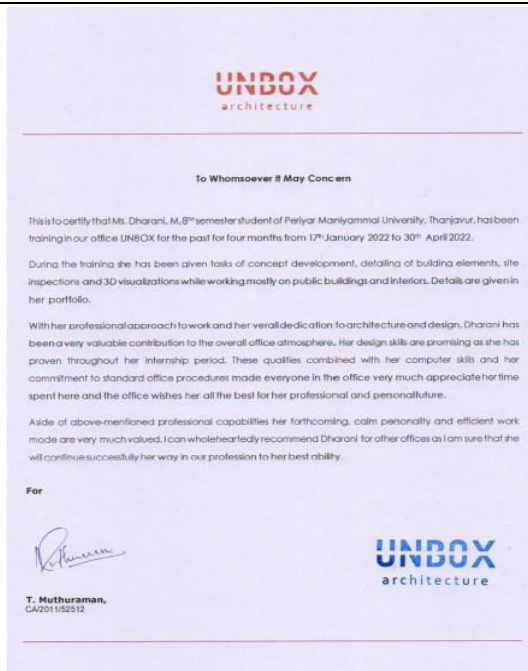 UNBOX
architecture
To Whomsoever It May Concern
This is to certify that Ms. Dharani. M, 8th semester student of Periyar Maniyammai University, Thanjavur, has been
training in our office UNBOX for the past for four months from 17th January 2022 to 30th April 2022.
During the training she has been given tasks of concept development, detailing of building elements, site
inspections and 3D visualizations while working mostly on public buildings and interiors. Details are given in
her portfolio.
With her professional approach to work and her verall dedication to architecture and design, Dharani has
been a very valuable contribution to the overall office atmosphere. Her design skills are promising as she has
proven throughout her internship period. These qualities combined with her computer skills and her
commitment to standard office procedures made everyone in the office very much appreciate her time
spent here and the office wishes her all the best for her professional and personal future.
Aside of above-mentioned professional capabilities her forthcoming, calm personality and efficient work
mode are very much valued. I can wholeheartedly recommend Dharani for other offices as I am sure that she
will continue successfully her way in our profession to her best ability.
For
UNBOX
architecture
T. Muthuraman,
CA/2011/52512